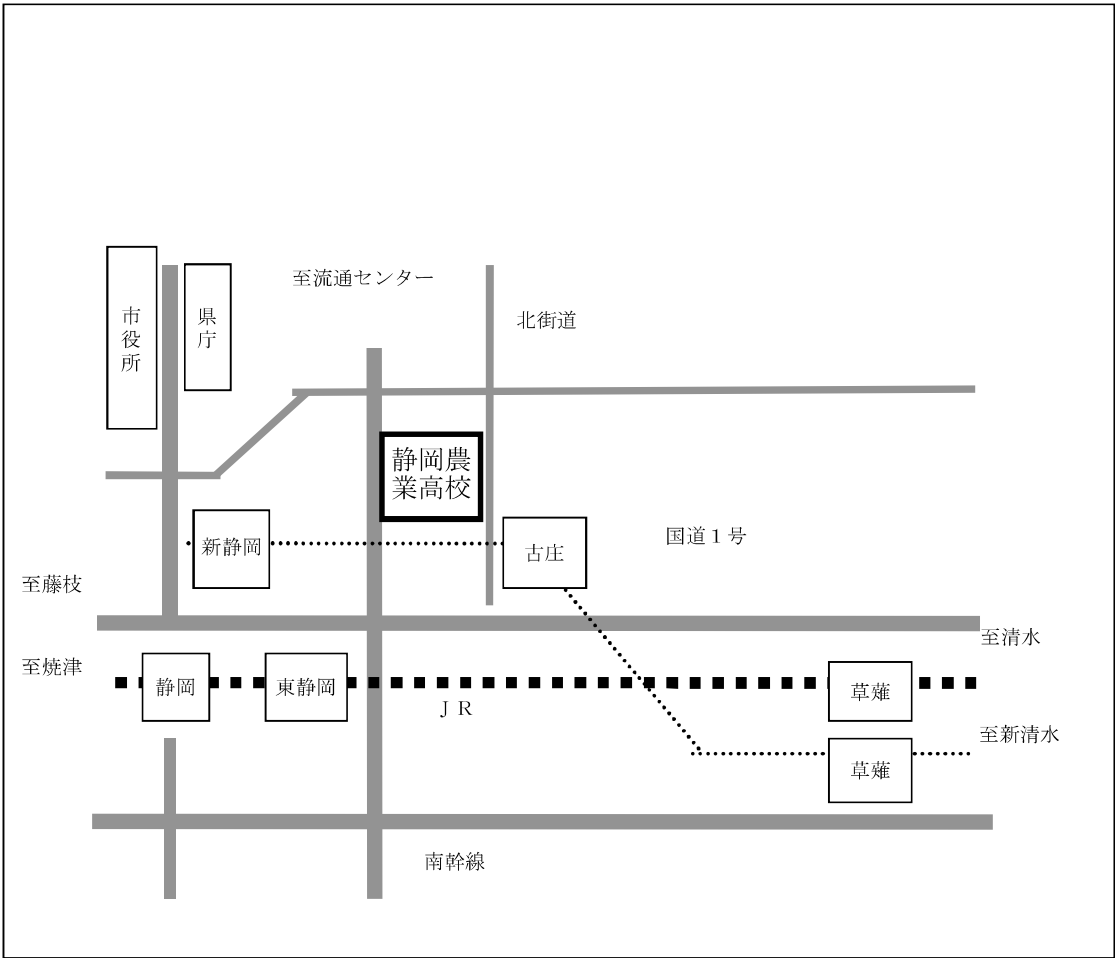 至流通センター
市役所
県庁
北街道
静岡農
業高校
新静岡
古庄
国道１号
至藤枝
至清水
至焼津
静岡
東静岡
ＪＲ
草薙
至新清水
草薙
南幹線